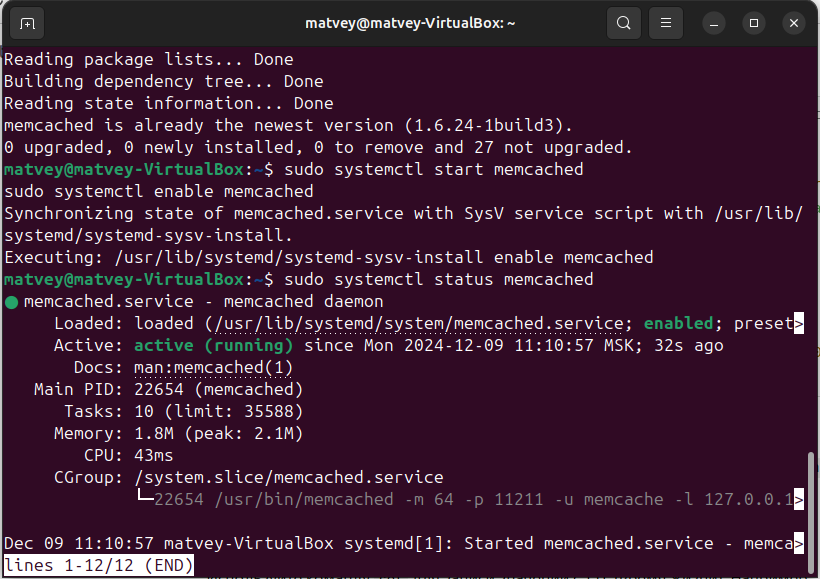 matvey@matvey-VirtualBox: ~
Reading package lists... Done
Building dependency tree... Done
Reading state information... Done
memcached is already the newest version (1.6.24-1build3).
0 upgraded, 0 newly installed, 0 to remove and 27 not upgraded.
matvey@matvey-VirtualBox:~$ sudo systemctl start memcached
sudo systemctl enable memcached
Synchronizing state of memcached.service with SysV service script with /usr/lib/
systemd/systemd-sysv-install.
Executing: /usr/lib/systemd/systemd-sysv-install enable memcached
matvey@matvey-VirtualBox:~$ sudo systemctl status memcached
● memcached.service - memcached daemon
     Loaded: loaded (/usr/lib/systemd/system/memcached.service; enabled; preset>
     Active: active (running) since Mon 2024-12-09 11:10:57 MSK; 32s ago
       Docs: man:memcached(1)
   Main PID: 22654 (memcached)
      Tasks: 10 (limit: 35588)
     Memory: 1.8M (peak: 2.1M)
        CPU: 43ms
     CGroup: /system.slice/memcached.service
             └─22654 /usr/bin/memcached -m 64 -p 11211 -u memcache -l 127.0.0.1>
Dec 09 11:10:57 matvey-VirtualBox systemd[1]: Started memcached.service - memca>
lines 1-12/12 (END)